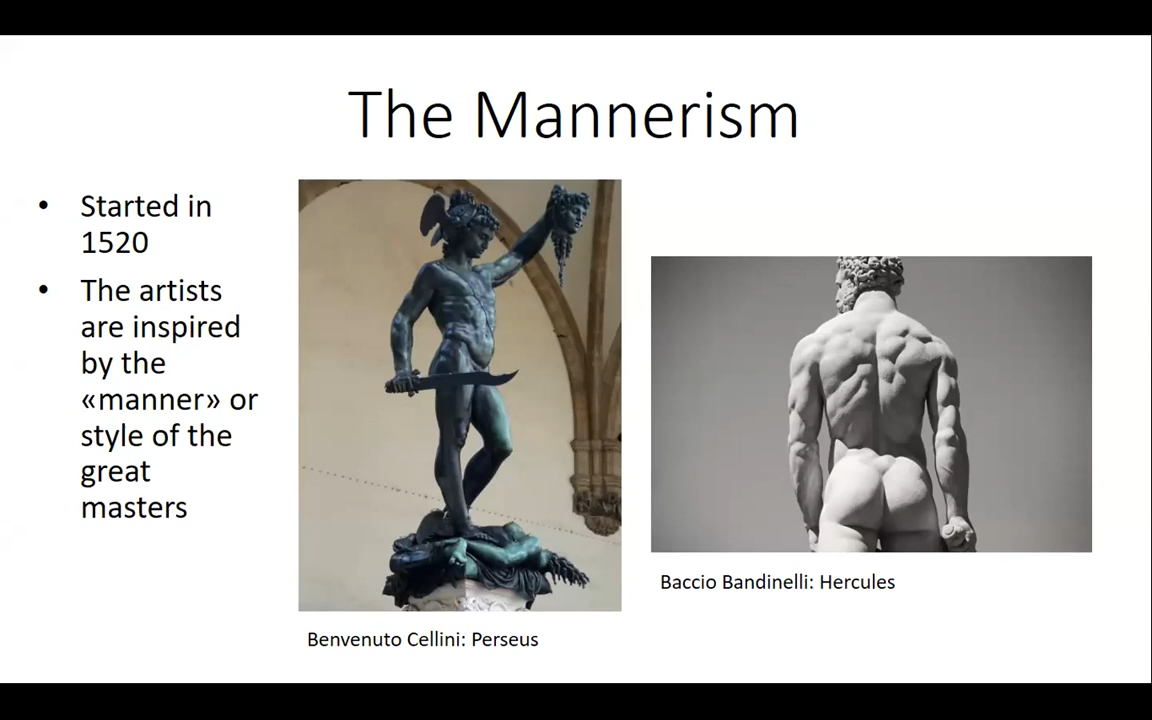 The Mannerism
• Started in
1520
• The artists
are inspired
by the
«manner» or
style of the
great
masters
Baccio Bandinelli: Hercules
Benvenuto Cellini: Perseus